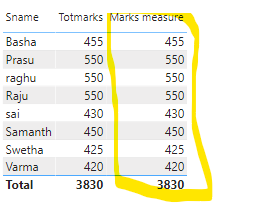 Sname Totmarks Marks measure
Basha 455 455
Prasu 550 550
raghu 550 550
Raju 550 550
sai 430 430
Samanth 450 450
Swetha 425 425
Varma 420 420
Total 3830 3830